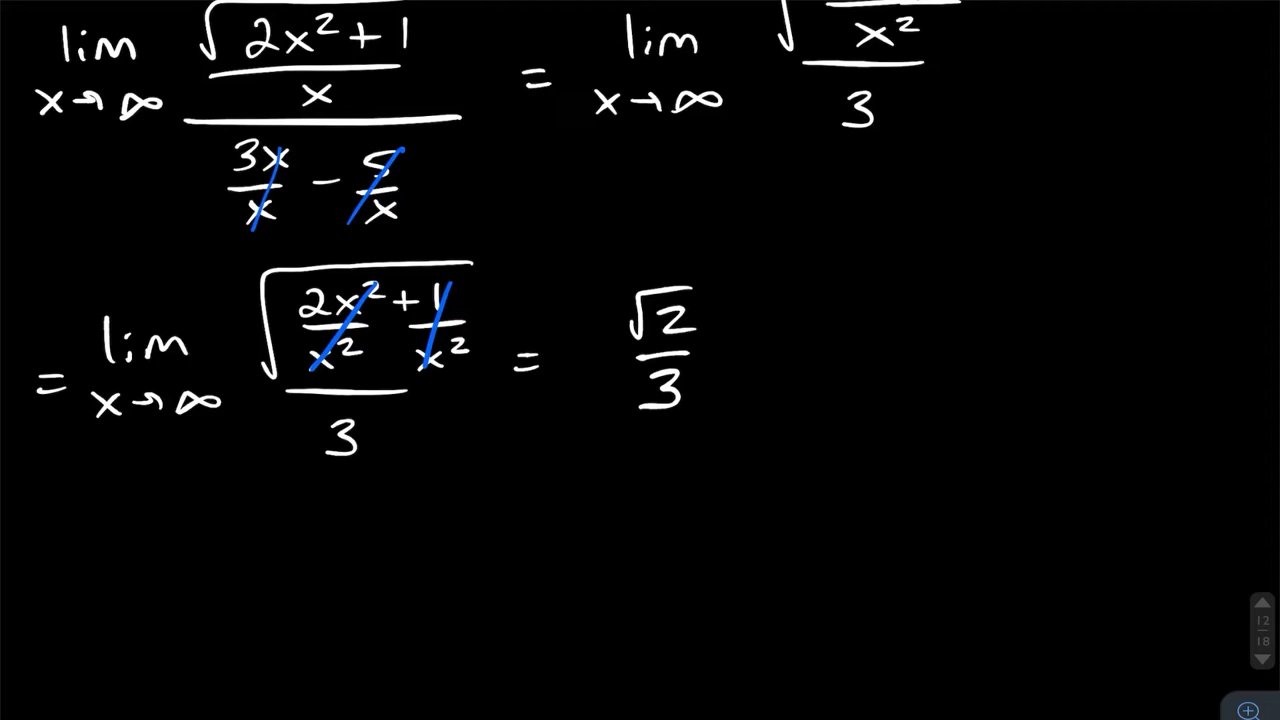 lim x→∞ (√(2x² + 1) / x) / (3x/x − 5/x) = lim x→∞ √( / x²) / 3
= lim x→∞ √(2x²/x² + 1/x²) / 3 = √2 / 3
12
18